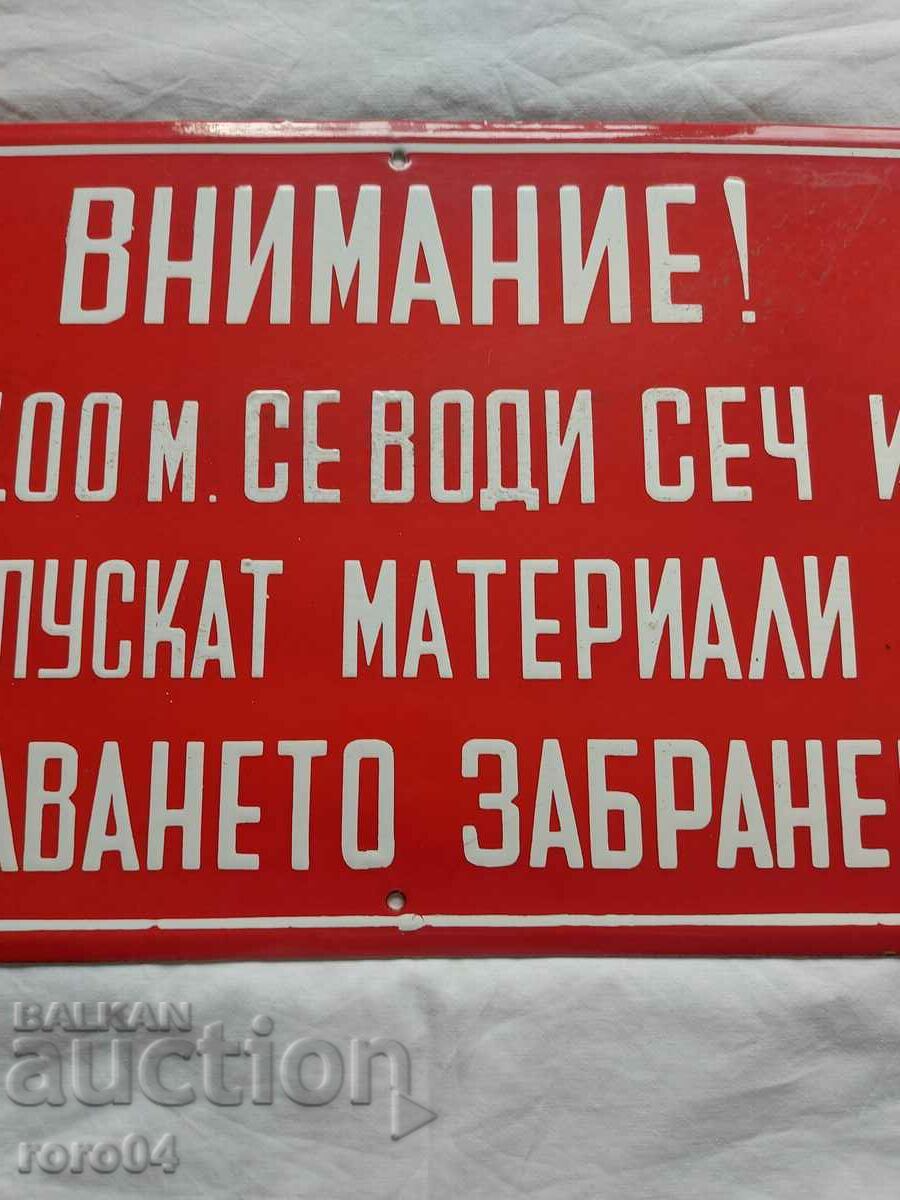 ВНИМАНИЕ!
100 М. СЕ ВОДИ СЕЧ И
ПУСКАТ МАТЕРИАЛИ
АВАНЕТО ЗАБРАНЕ
BALKAN
auction
roro04